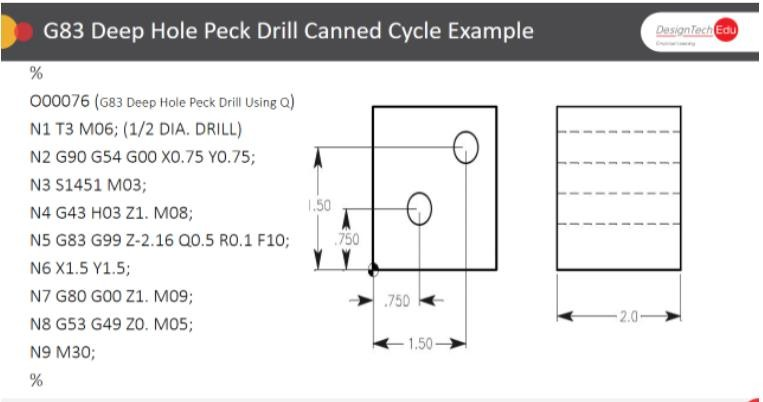 G83 Deep Hole Peck Drill Canned Cycle Example
DesignTech Edu
%
O00076 (G83 Deep Hole Peck Drill Using Q)
N1 T3 M06; (1/2 DIA. DRILL)
N2 G90 G54 G00 X0.75 Y0.75;
N3 S1451 M03;
N4 G43 H03 Z1. M08;
N5 G83 G99 Z-2.16 Q0.5 R0.1 F10;
N6 X1.5 Y1.5;
N7 G80 G00 Z1. M09;
N8 G53 G49 Z0. M05;
N9 M30;
%
1.50
.750
.750
1.50
2.0